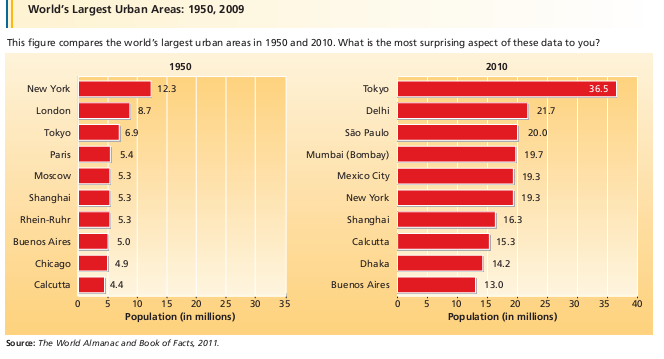 World's Largest Urban Areas: 1950, 2009
This figure compares the world's largest urban areas in 1950 and 2010. What is the most surprising aspect of these data to you?
1950
New York 12.3
London 8.7
Tokyo 6.9
Paris 5.4
Moscow 5.3
Shanghai 5.3
Rhein-Ruhr 5.3
Buenos Aires 5.0
Chicago 4.9
Calcutta 4.4
0 5 10 15 20 25 30 35
Population (in millions)
2010
Tokyo 36.5
Delhi 21.7
São Paulo 20.0
Mumbai (Bombay) 19.7
Mexico City 19.3
New York 19.3
Shanghai 16.3
Calcutta 15.3
Dhaka 14.2
Buenos Aires 13.0
0 5 10 15 20 25 30 35 40
Population (in millions)
Source: The World Almanac and Book of Facts, 2011.